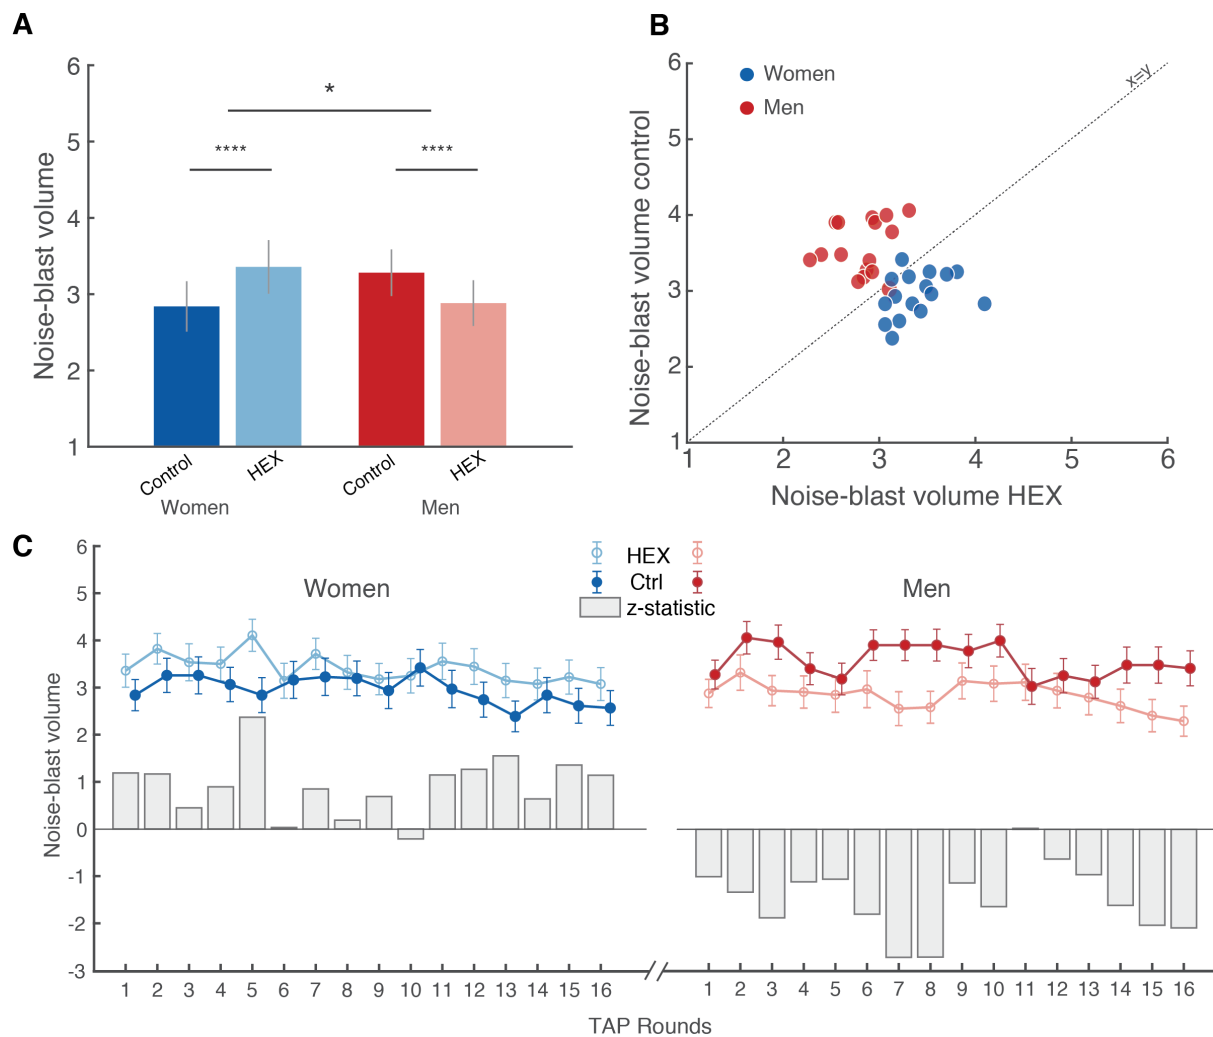 A
6
5
4
3
2
1
Noise-blast volume
*
****
****
Control
HEX
Control
HEX
Women
Men
B
6
5
4
3
2
1
Noise-blast volume control
Women
Men
x=y
1
2
3
4
5
6
Noise-blast volume HEX
C
6
5
4
3
2
1
0
-1
-2
-3
Noise-blast volume
Women
HEX
Ctrl
z-statistic
Men
1 2 3 4 5 6 7 8 9 10 11 12 13 14 15 16
1 2 3 4 5 6 7 8 9 10 11 12 13 14 15 16
TAP Rounds